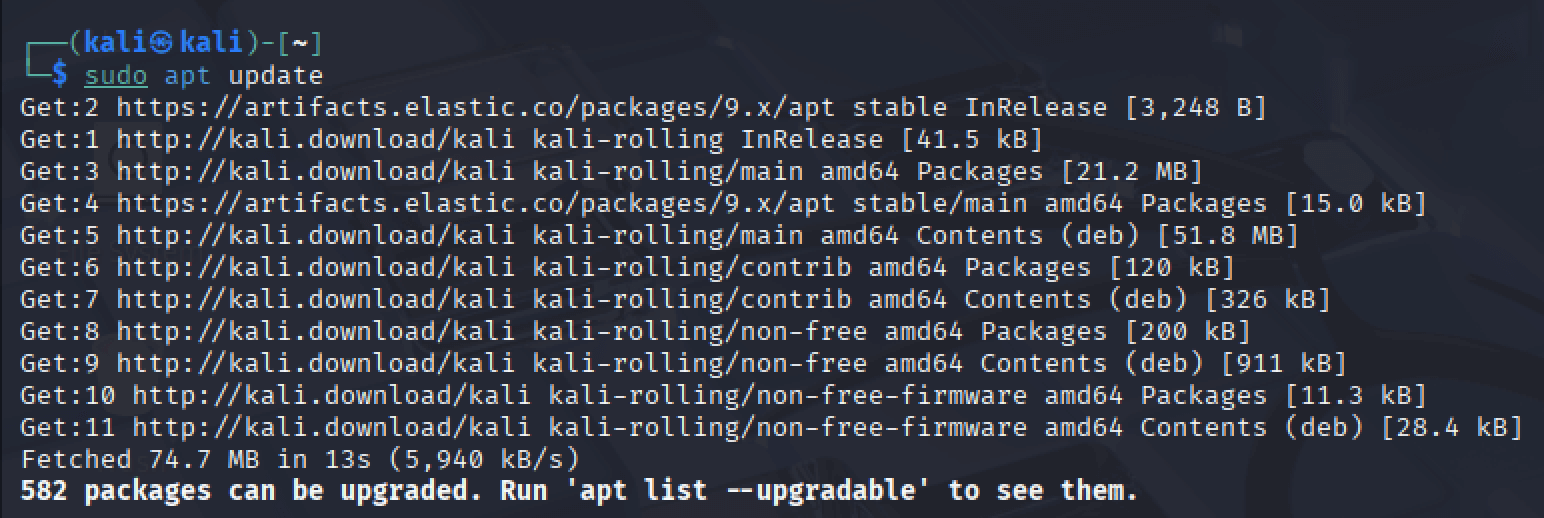 ┌──(kali㉿kali)-[~]
└─$ sudo apt update
Get:2 https://artifacts.elastic.co/packages/9.x/apt stable InRelease [3,248 B]
Get:1 http://kali.download/kali kali-rolling InRelease [41.5 kB]
Get:3 http://kali.download/kali kali-rolling/main amd64 Packages [21.2 MB]
Get:4 https://artifacts.elastic.co/packages/9.x/apt stable/main amd64 Packages [15.0 kB]
Get:5 http://kali.download/kali kali-rolling/main amd64 Contents (deb) [51.8 MB]
Get:6 http://kali.download/kali kali-rolling/contrib amd64 Packages [120 kB]
Get:7 http://kali.download/kali kali-rolling/contrib amd64 Contents (deb) [326 kB]
Get:8 http://kali.download/kali kali-rolling/non-free amd64 Packages [200 kB]
Get:9 http://kali.download/kali kali-rolling/non-free amd64 Contents (deb) [911 kB]
Get:10 http://kali.download/kali kali-rolling/non-free-firmware amd64 Packages [11.3 kB]
Get:11 http://kali.download/kali kali-rolling/non-free-firmware amd64 Contents (deb) [28.4 kB]
Fetched 74.7 MB in 13s (5,940 kB/s)
582 packages can be upgraded. Run 'apt list --upgradable' to see them.